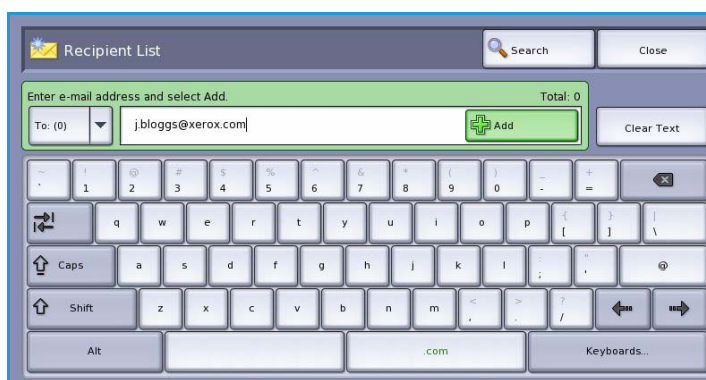 Recipient List Search Close
Enter e-mail address and select Add. Total: 0
To: (0) j.bloggs@xerox.com Add Clear Text
~ ! @ # $ % ^ & * ( ) _ +
` 1 2 3 4 5 6 7 8 9 0 - =
q w e r t y u i o p { [ } ] | \
Caps a s d f g h j k l : ; " ' @
Shift z x c v b n m < , > . ? /
Alt .com Keyboards...